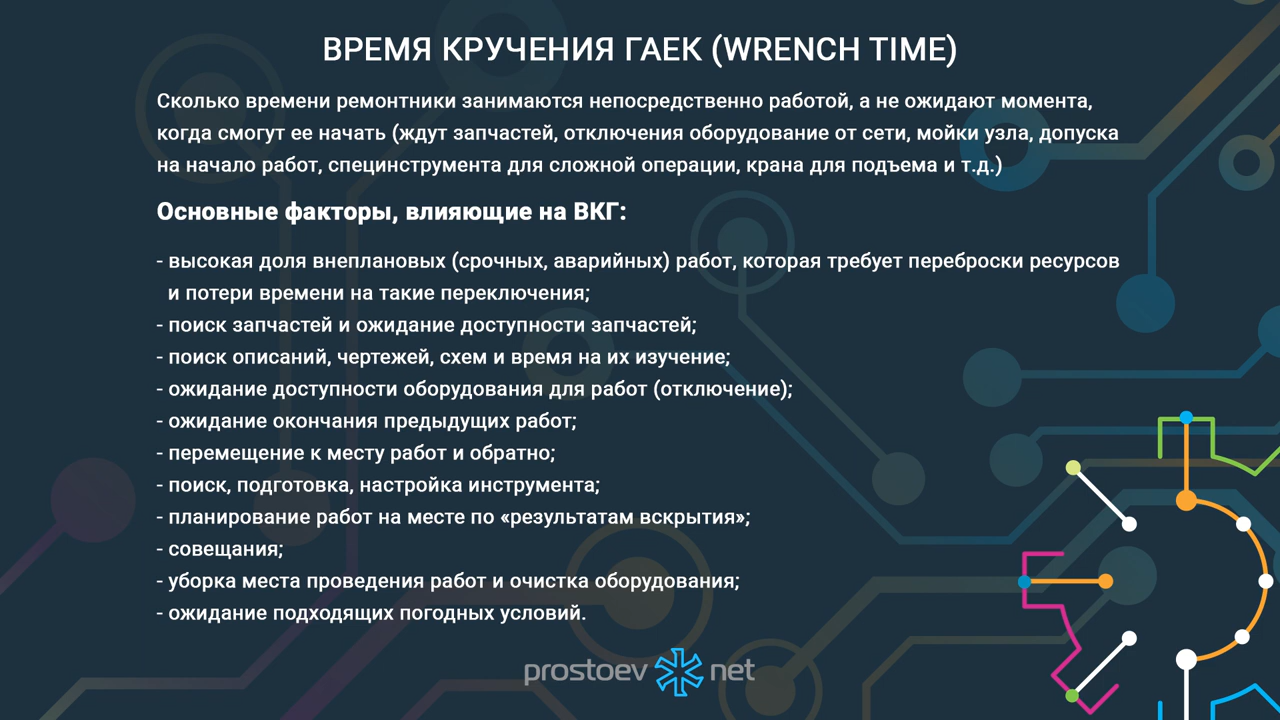 ВРЕМЯ КРУЧЕНИЯ ГАЕК (WRENCH TIME)
Сколько времени ремонтники занимаются непосредственно работой, а не ожидают момента,
когда смогут ее начать (ждут запчастей, отключения оборудование от сети, мойки узла, допуска
на начало работ, специнструмента для сложной операции, крана для подъема и т.д.)
Основные факторы, влияющие на ВКГ:
- высокая доля внеплановых (срочных, аварийных) работ, которая требует переброски ресурсов
и потери времени на такие переключения;
- поиск запчастей и ожидание доступности запчастей;
- поиск описаний, чертежей, схем и время на их изучение;
- ожидание доступности оборудования для работ (отключение);
- ожидание окончания предыдущих работ;
- перемещение к месту работ и обратно;
- поиск, подготовка, настройка инструмента;
- планирование работ на месте по «результатам вскрытия»;
- совещания;
- уборка места проведения работ и очистка оборудования;
- ожидание подходящих погодных условий.
prostoev net